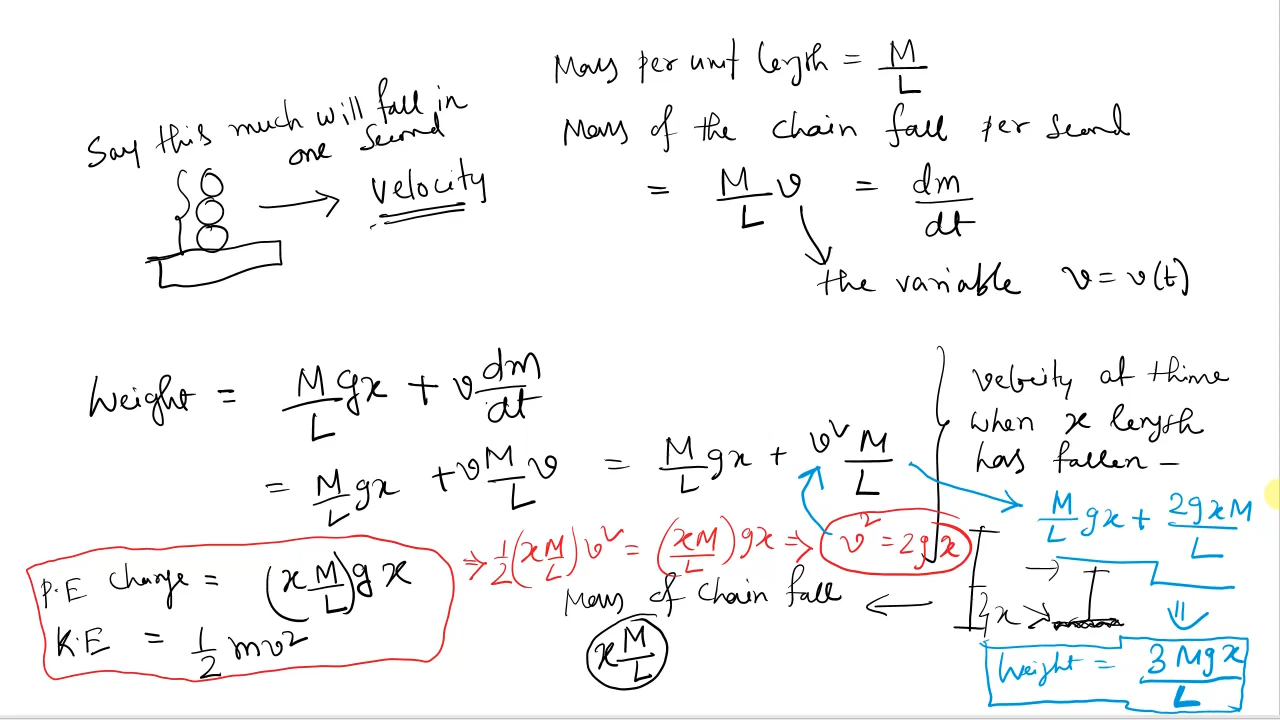 Say this much will fall in
one second
velocity
Mass per unit length = M/L
Mass of the chain fall per second
= M/L v = dm/dt
the variable v = v(t)
Weight = M/L gx + v dm/dt
= M/L gx + v M/L v = M/L gx + v² M/L
velocity at thime
when x length
has fallen –
M/L gx + 2gxM/L
⇓
Weight = 3Mgx/L
P.E Change = (x M/L) g x
K.E = 1/2 mv²
⇒ 1/2 (x M/L) v² = (xM/L) gx ⇒ v² = 2gx
Mass of chain fall ←
x M/L
x